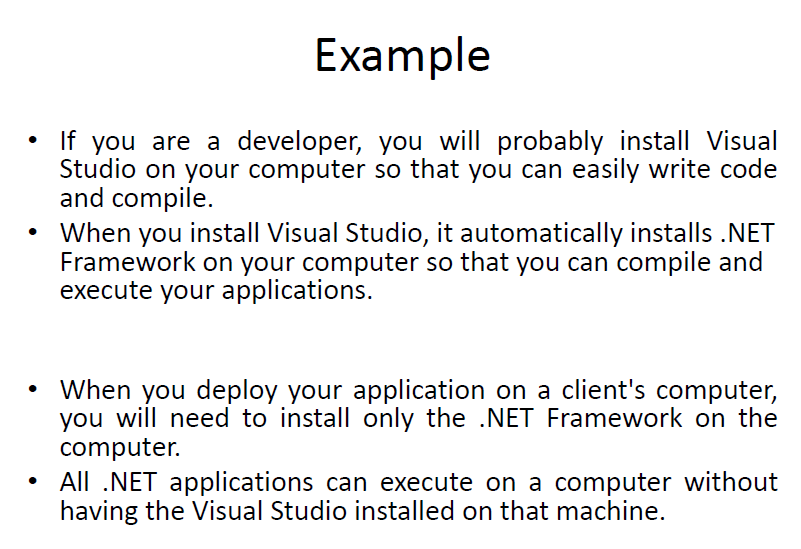 Example
• If you are a developer, you will probably install Visual
Studio on your computer so that you can easily write code
and compile.
• When you install Visual Studio, it automatically installs .NET
Framework on your computer so that you can compile and
execute your applications.
• When you deploy your application on a client's computer,
you will need to install only the .NET Framework on the
computer.
• All .NET applications can execute on a computer without
having the Visual Studio installed on that machine.